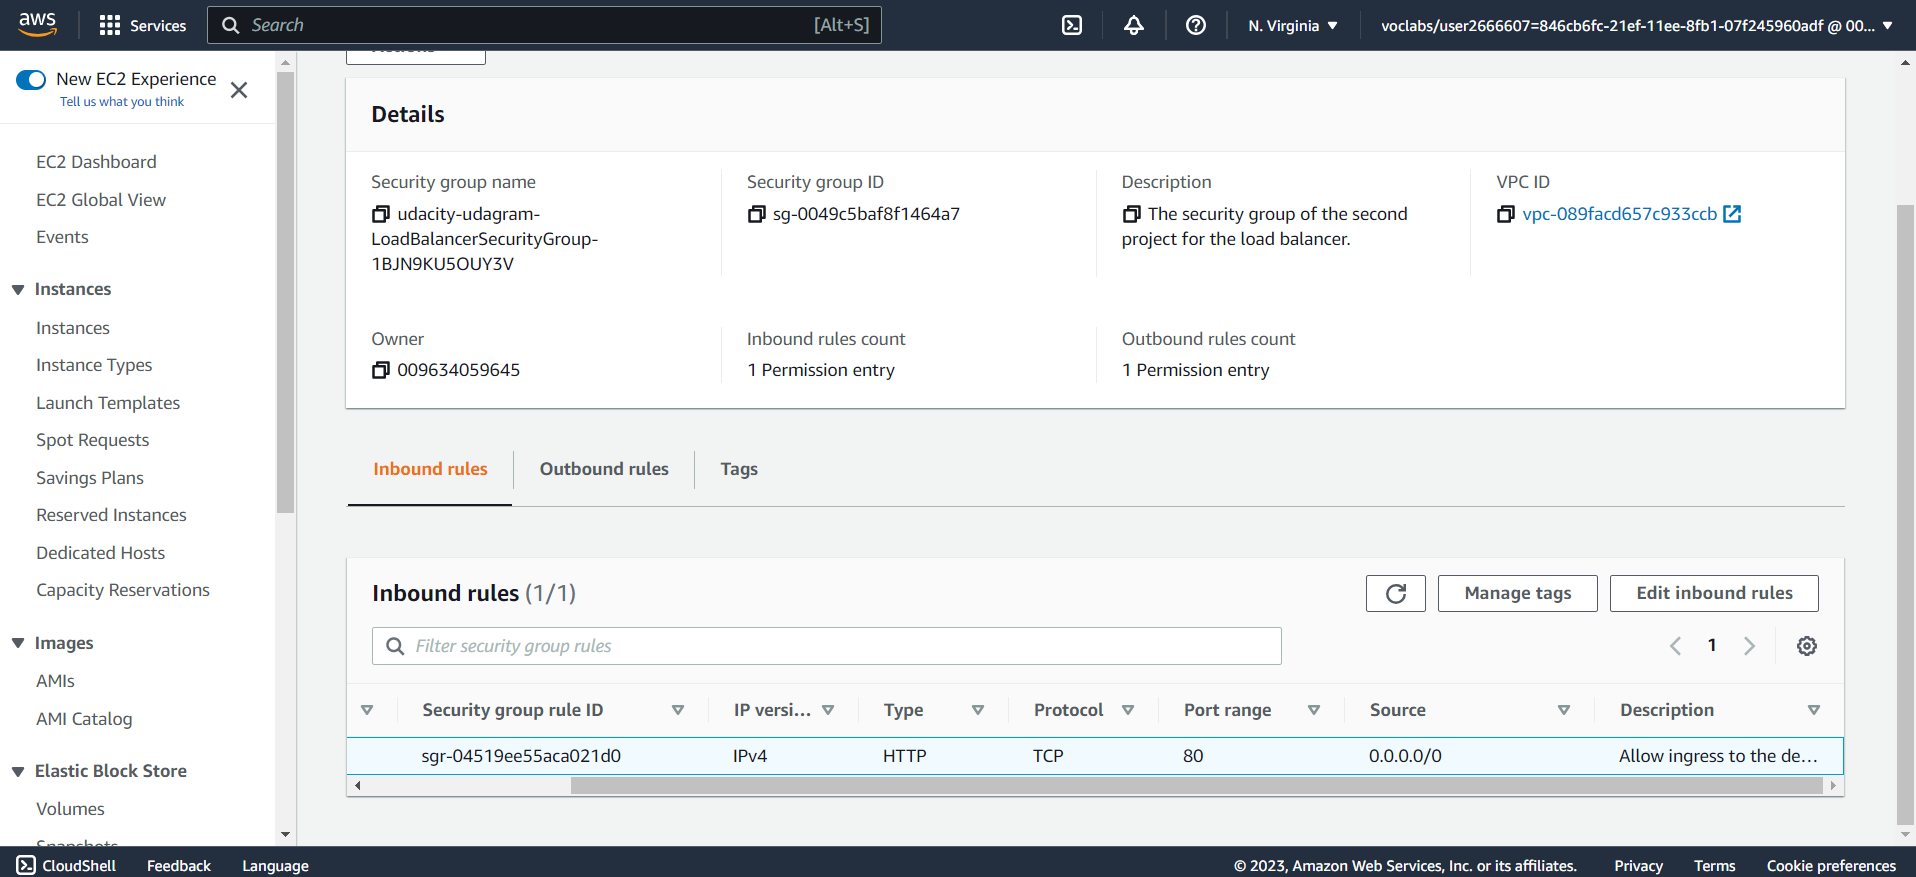 aws
Services
Search
[Alt+S]
N. Virginia
voclabs/user2666607=846cb6fc-21ef-11ee-8fb1-07f245960adf @ 00...
New EC2 Experience
Tell us what you think
EC2 Dashboard
EC2 Global View
Events
Instances
Instances
Instance Types
Launch Templates
Spot Requests
Savings Plans
Reserved Instances
Dedicated Hosts
Capacity Reservations
Images
AMIs
AMI Catalog
Elastic Block Store
Volumes
Snapshots
Details
Security group name
udacity-udagram-
LoadBalancerSecurityGroup-
1BJN9KU5OUY3V
Security group ID
sg-0049c5baf8f1464a7
Description
The security group of the second
project for the load balancer.
VPC ID
vpc-089facd657c933ccb
Owner
009634059645
Inbound rules count
1 Permission entry
Outbound rules count
1 Permission entry
Inbound rules
Outbound rules
Tags
Inbound rules (1/1)
Manage tags
Edit inbound rules
Filter security group rules
1
Security group rule ID
IP versi...
Type
Protocol
Port range
Source
Description
sgr-04519ee55aca021d0
IPv4
HTTP
TCP
80
0.0.0.0/0
Allow ingress to the de...
CloudShell
Feedback
Language
© 2023, Amazon Web Services, Inc. or its affiliates.
Privacy
Terms
Cookie preferences